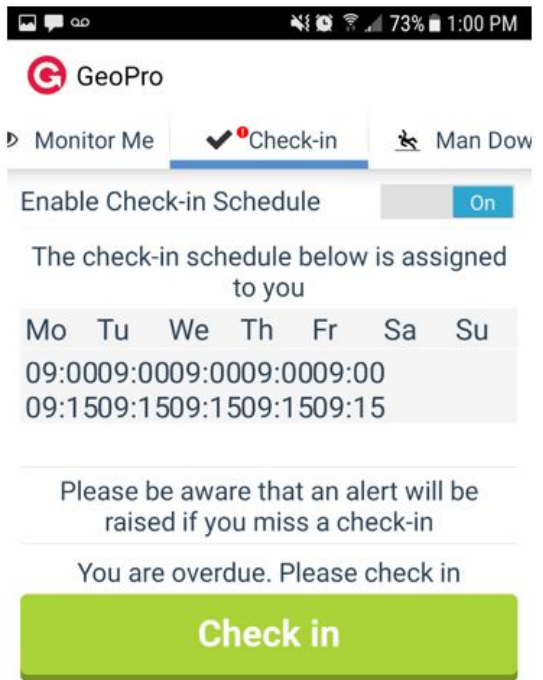 73% 1:00 PM
GeoPro
Monitor Me Check-in Man Dow
Enable Check-in Schedule On
The check-in schedule below is assigned
to you
Mo Tu We Th Fr Sa Su
09:0009:0009:0009:0009:00
09:1509:1509:1509:1509:15
Please be aware that an alert will be
raised if you miss a check-in
You are overdue. Please check in
Check in